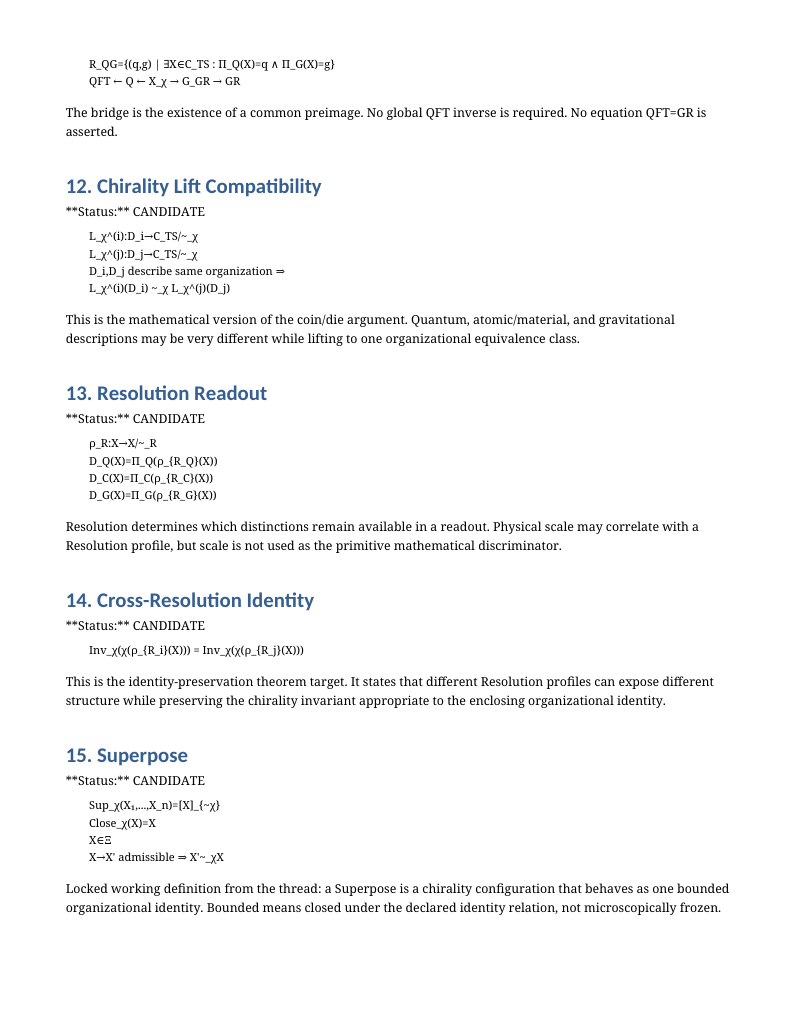 R_QG={(q,g) | ∃X∈C_TS : Π_Q(X)=q ∧ Π_G(X)=g}
QFT ← Q ← X_χ → G_GR → GR
The bridge is the existence of a common preimage. No global QFT inverse is required. No equation QFT=GR is
asserted.
12. Chirality Lift Compatibility
**Status:** CANDIDATE
L_χ^(i):D_i→C_TS/~_χ
L_χ^(j):D_j→C_TS/~_χ
D_i,D_j describe same organization ⇒
L_χ^(i)(D_i) ~_χ L_χ^(j)(D_j)
This is the mathematical version of the coin/die argument. Quantum, atomic/material, and gravitational
descriptions may be very different while lifting to one organizational equivalence class.
13. Resolution Readout
**Status:** CANDIDATE
ρ_R:X→X/~_R
D_Q(X)=Π_Q(ρ_{R_Q}(X))
D_C(X)=Π_C(ρ_{R_C}(X))
D_G(X)=Π_G(ρ_{R_G}(X))
Resolution determines which distinctions remain available in a readout. Physical scale may correlate with a
Resolution profile, but scale is not used as the primitive mathematical discriminator.
14. Cross-Resolution Identity
**Status:** CANDIDATE
Inv_χ(χ(ρ_{R_i}(X))) = Inv_χ(χ(ρ_{R_j}(X)))
This is the identity-preservation theorem target. It states that different Resolution profiles can expose different
structure while preserving the chirality invariant appropriate to the enclosing organizational identity.
15. Superpose
**Status:** CANDIDATE
Sup_χ(X₁,...,X_n)=[X]_{~χ}
Close_χ(X)=X
X∈Ξ
X→X' admissible ⇒ X'~_χX
Locked working definition from the thread: a Superpose is a chirality configuration that behaves as one bounded
organizational identity. Bounded means closed under the declared identity relation, not microscopically frozen.